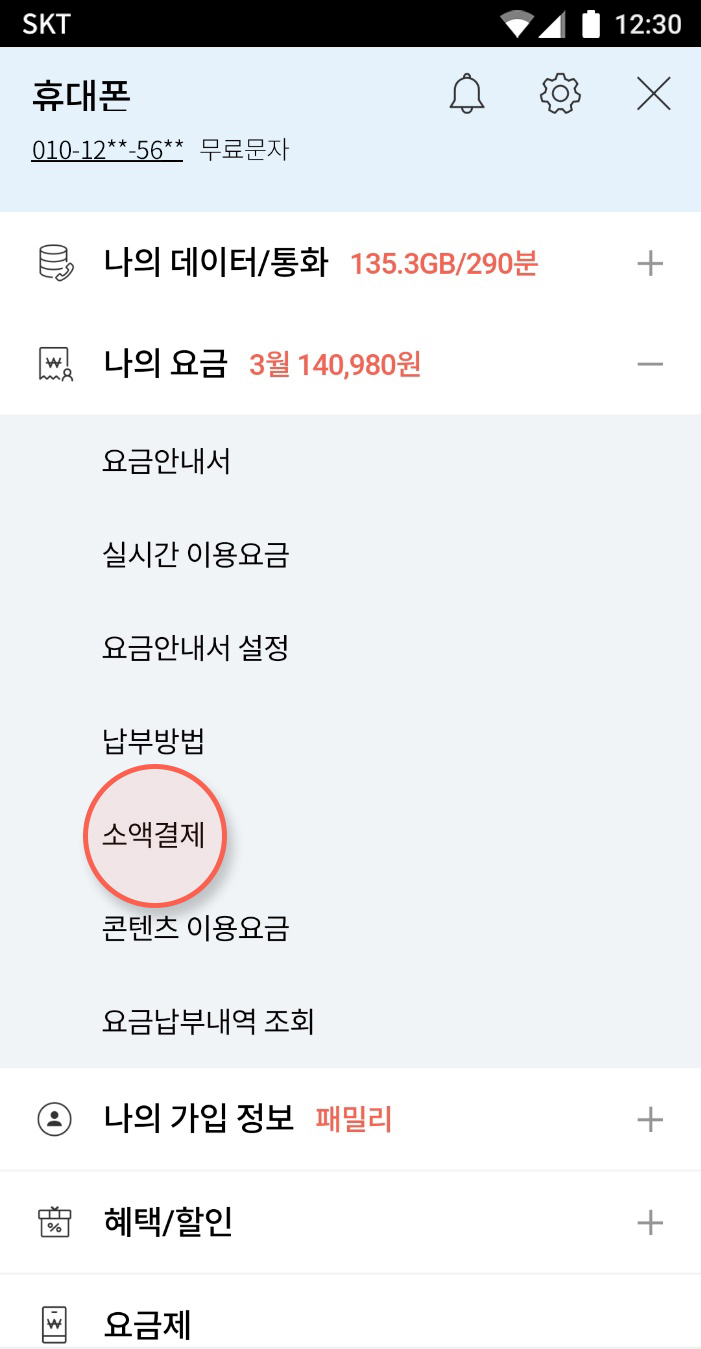 SKT 12:30
휴대폰
010-12**-56** 무료문자
나의 데이터/통화 135.3GB/290분
나의 요금 3월 140,980원
요금안내서
실시간 이용요금
요금안내서 설정
납부방법
소액결제
콘텐츠 이용요금
요금납부내역 조회
나의 가입 정보 패밀리
혜택/할인
요금제